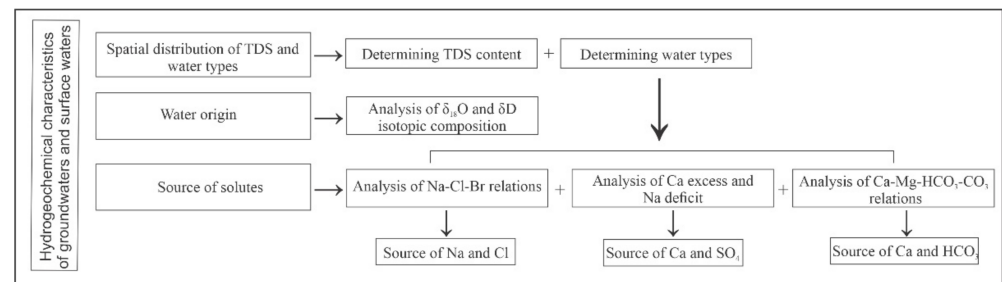 Hydrogeochemical characteristics
of groundwaters and surface waters
Spatial distribution of TDS and
water types
Determining TDS content
+
Determining water types
Water origin
Analysis of δ₁₈O and δD
isotopic composition
Source of solutes
Analysis of Na-Cl-Br relations
+
Analysis of Ca excess and
Na deficit
+
Analysis of Ca-Mg-HCO₃-CO₃
relations
Source of Na and Cl
Source of Ca and SO₄
Source of Ca and HCO₃